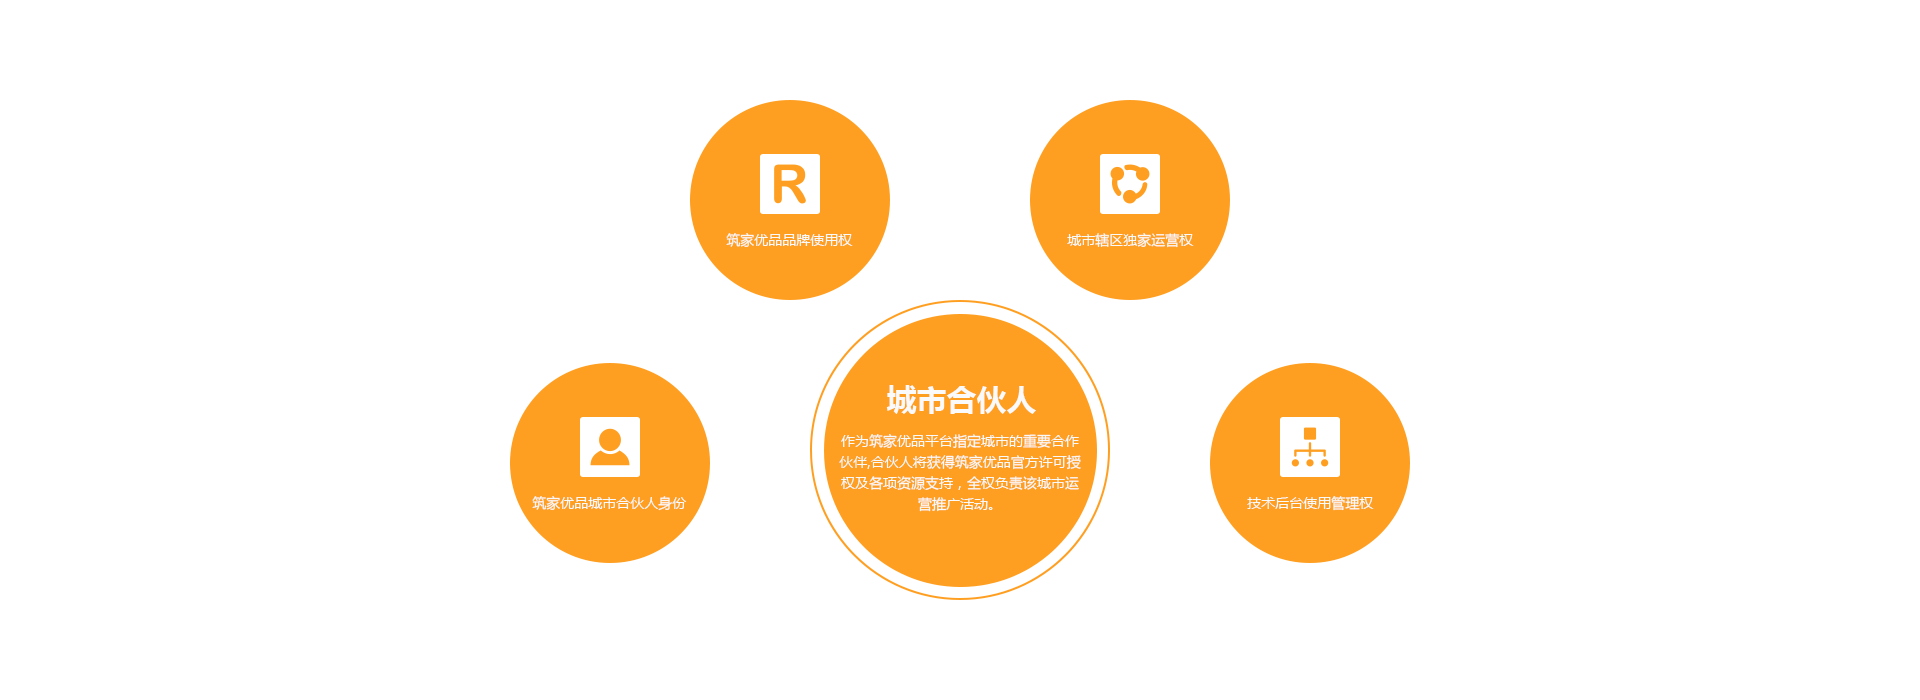 R
筑家优品品牌使用权
城市辖区独家运营权
城市合伙人
作为筑家优品平台指定城市的重要合作
伙伴,合伙人将获得筑家优品官方许可授
权及各项资源支持，全权负责该城市运
营推广活动。
筑家优品城市合伙人身份
技术后台使用管理权